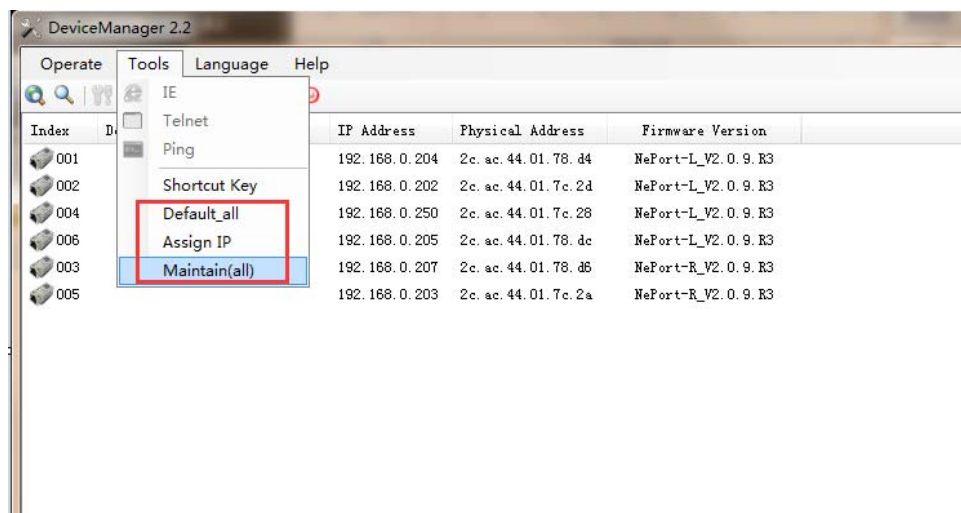 DeviceManager 2.2
Operate Tools Language Help
IE
Telnet
Ping
Shortcut Key
Default_all
Assign IP
Maintain(all)
Index IP Address Physical Address Firmware Version
001 192.168.0.204 2c.ac.44.01.78.d4 NePort-L_V2.0.9.R3
002 192.168.0.202 2c.ac.44.01.7c.2d NePort-L_V2.0.9.R3
004 192.168.0.250 2c.ac.44.01.7c.28 NePort-L_V2.0.9.R3
006 192.168.0.205 2c.ac.44.01.78.dc NePort-L_V2.0.9.R3
003 192.168.0.207 2c.ac.44.01.78.d6 NePort-R_V2.0.9.R3
005 192.168.0.203 2c.ac.44.01.7c.2a NePort-R_V2.0.9.R3